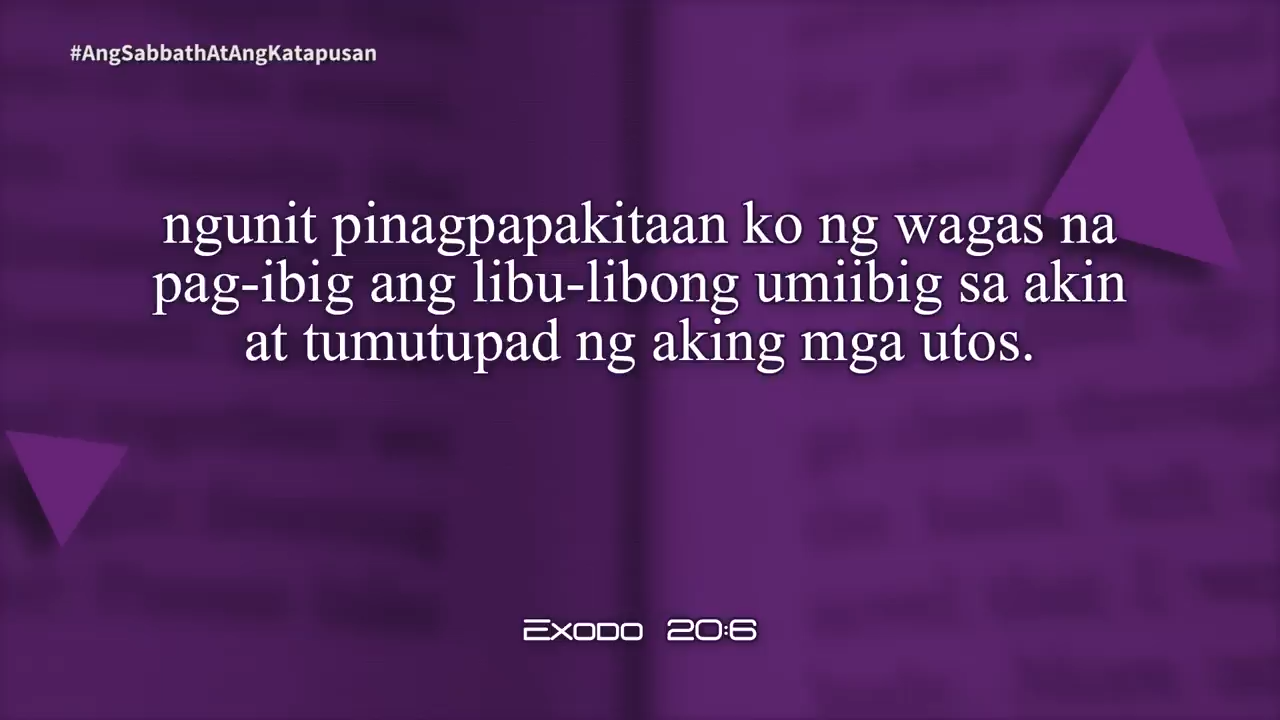 #AngSabbathAtAngKatapusan
ngunit pinagpapakitaan ko ng wagas na
pag-ibig ang libu-libong umiibig sa akin
at tumutupad ng aking mga utos.
Exodo 20:6